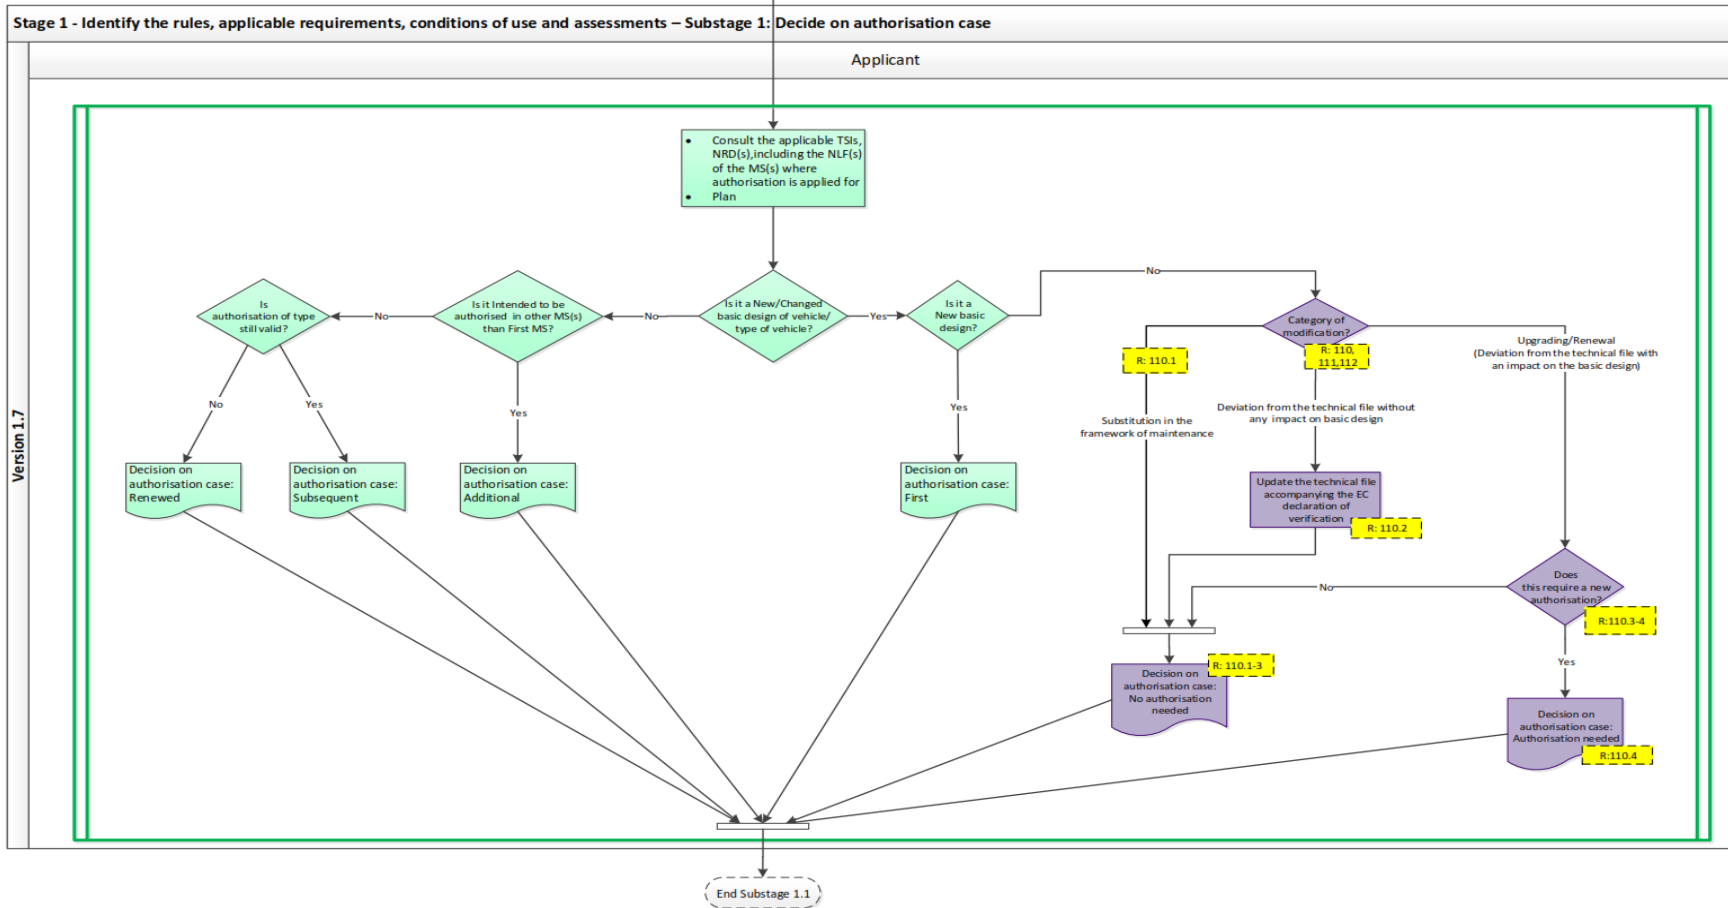 Stage 1 - Identify the rules, applicable requirements, conditions of use and assessments – Substage 1: Decide on authorisation case
Applicant
Version 1.7
• Consult the applicable TSIs,
NRD(s),including the NLF(s)
of the MS(s) where
authorisation is applied for
• Plan
Is
authorisation of type
still valid?
No
Is it Intended to be
authorised in other MS(s)
than First MS?
No
Is it a New/Changed
basic design of vehicle/
type of vehicle?
Yes
Is it a
New basic
design?
No
Category of
modification?
R: 110,
111,112
R: 110.1
Upgrading/Renewal
(Deviation from the technical file with
an impact on the basic design)
No
Yes
Yes
Yes
Substitution in the
framework of maintenance
Deviation from the technical file without
any impact on basic design
Decision on
authorisation case:
Renewed
Decision on
authorisation case:
Subsequent
Decision on
authorisation case:
Additional
Decision on
authorisation case:
First
Update the technical file
accompanying the EC
declaration of
verification
R: 110.2
No
Does
this require a new
authorisation?
R:110.3-4
Yes
R: 110.1-3
Decision on
authorisation case:
No authorisation
needed
Decision on
authorisation case:
Authorisation needed
R:110.4
End Substage 1.1